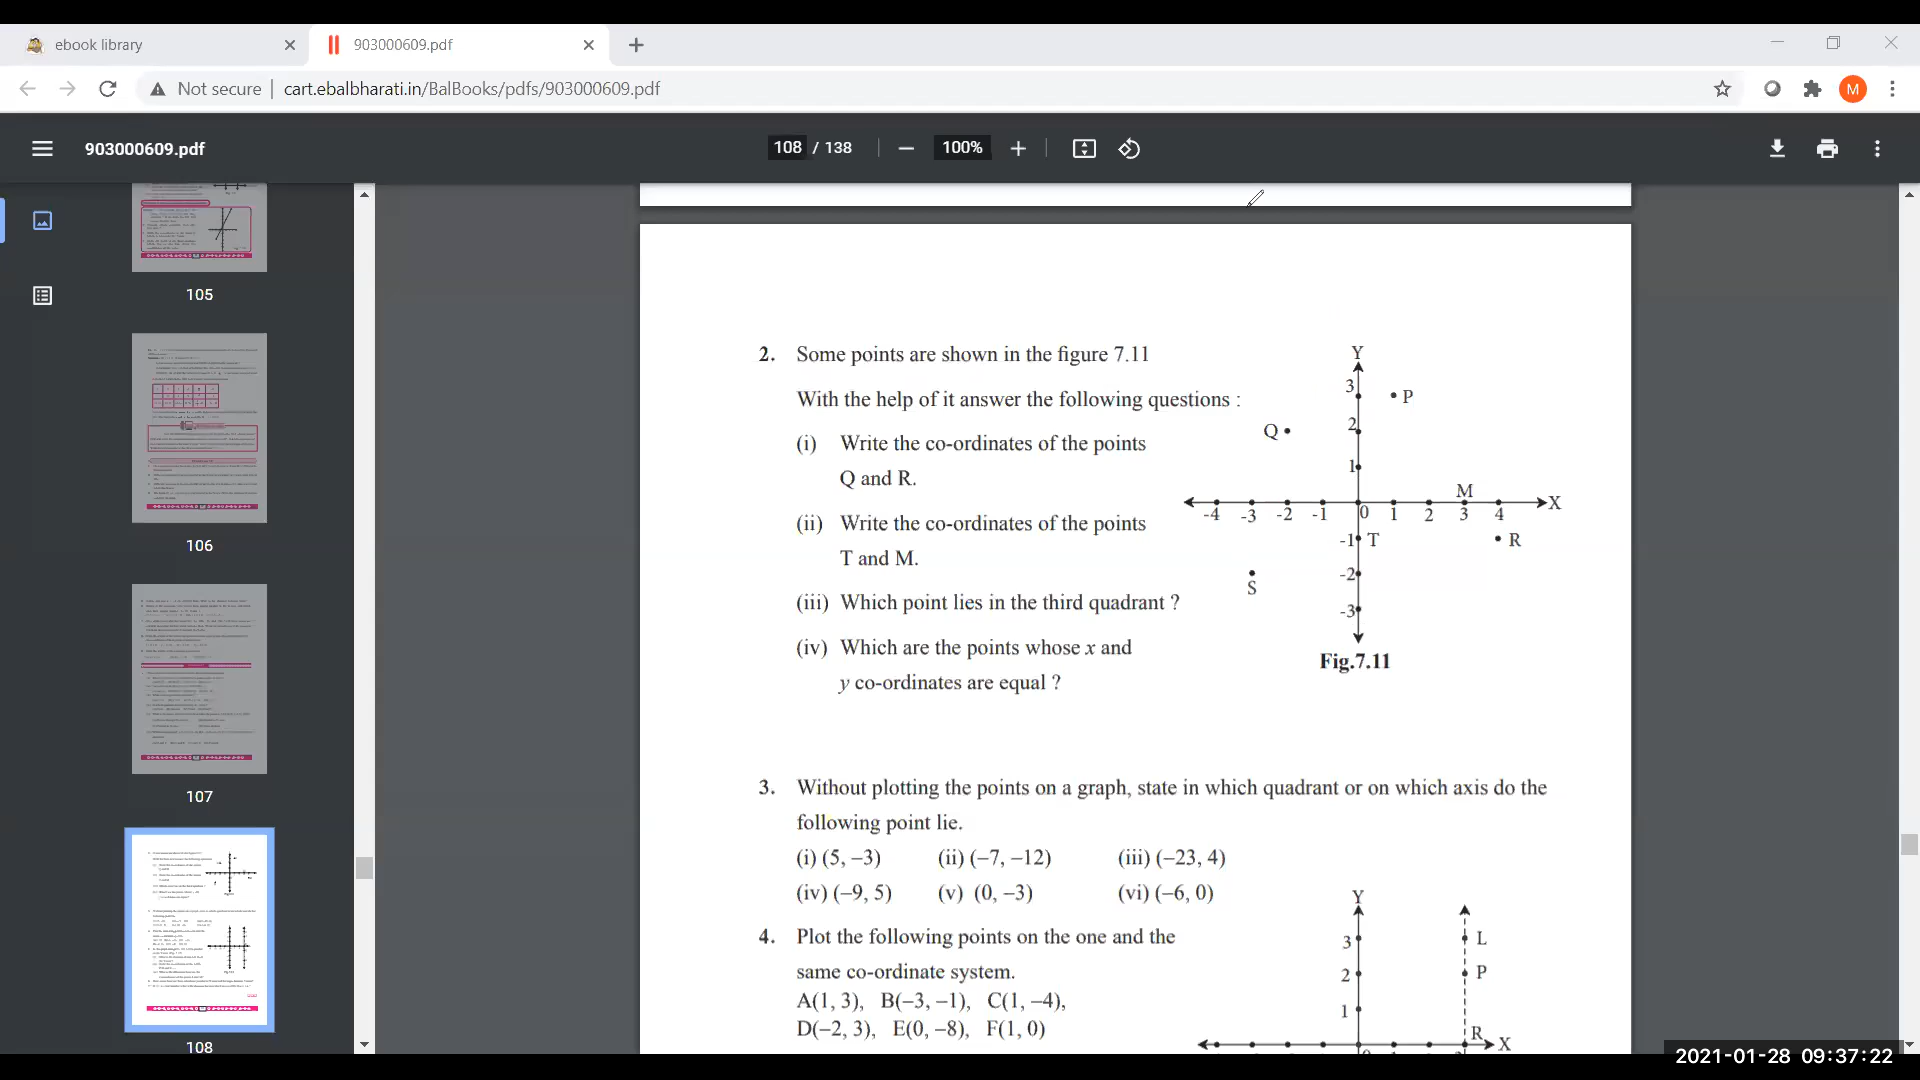 ebook library
903000609.pdf
Not secure | cart.ebalbharati.in/BalBooks/pdfs/903000609.pdf
M
903000609.pdf
108 / 138
100%
105
106
107
108
2. Some points are shown in the figure 7.11
With the help of it answer the following questions :
(i) Write the co-ordinates of the points
Q and R.
(ii) Write the co-ordinates of the points
T and M.
(iii) Which point lies in the third quadrant ?
(iv) Which are the points whose x and
y co-ordinates are equal ?
Y
3
P
Q
2
1
M
X
-4 -3 -2 -1 0 1 2 3 4
-1 T
R
-2
S
-3
Fig.7.11
3. Without plotting the points on a graph, state in which quadrant or on which axis do the
following point lie.
(i) (5, –3) (ii) (–7, –12) (iii) (–23, 4)
(iv) (–9, 5) (v) (0, –3) (vi) (–6, 0)
4. Plot the following points on the one and the
same co-ordinate system.
A(1, 3), B(–3, –1), C(1, –4),
D(–2, 3), E(0, –8), F(1, 0)
Y
3
L
2
P
1
R
X
2021-01-28 09:37:22